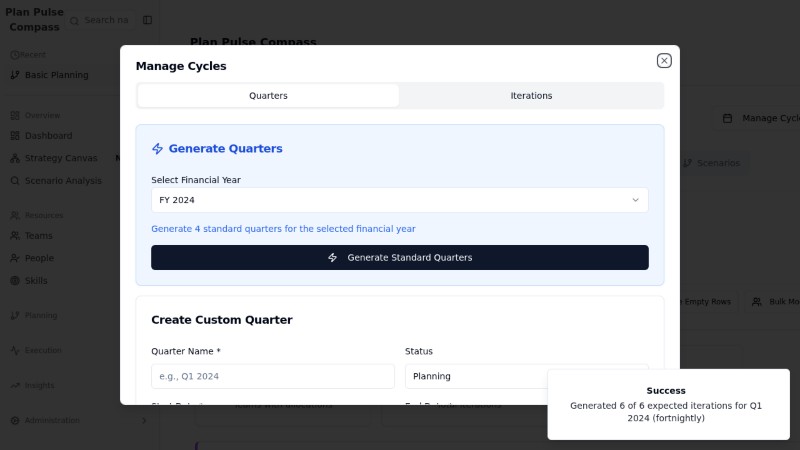 Plan Pulse
Compass
Search na
Recent
Basic Planning
Overview
Dashboard
Strategy Canvas
Scenario Analysis
Resources
Teams
People
Skills
Planning
Execution
Insights
Administration
Plan Pulse Compass
Manage Cycl
Scenarios
e Empty Rows
Bulk Mo
Manage Cycles
Quarters
Iterations
Generate Quarters
Select Financial Year
FY 2024
Generate 4 standard quarters for the selected financial year
Generate Standard Quarters
Create Custom Quarter
Quarter Name *
Status
e.g., Q1 2024
Planning
Success
Generated 6 of 6 expected iterations for Q1
2024 (fortnightly)